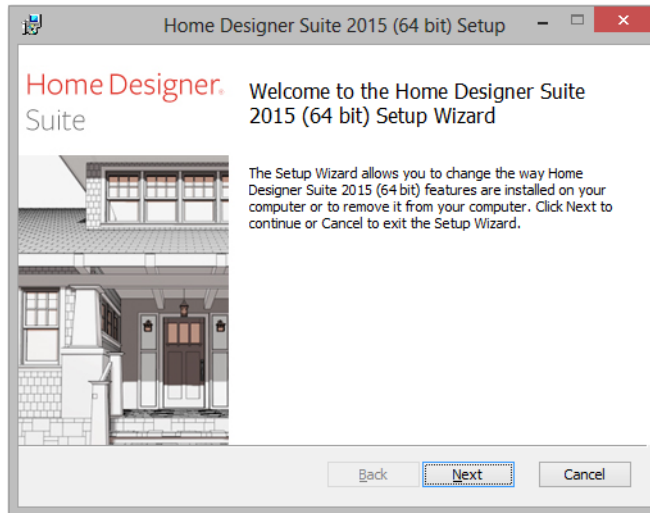 Home Designer Suite 2015 (64 bit) Setup
Home Designer®
Suite
Welcome to the Home Designer Suite
2015 (64 bit) Setup Wizard
The Setup Wizard allows you to change the way Home
Designer Suite 2015 (64 bit) features are installed on your
computer or to remove it from your computer. Click Next to
continue or Cancel to exit the Setup Wizard.
Back Next Cancel